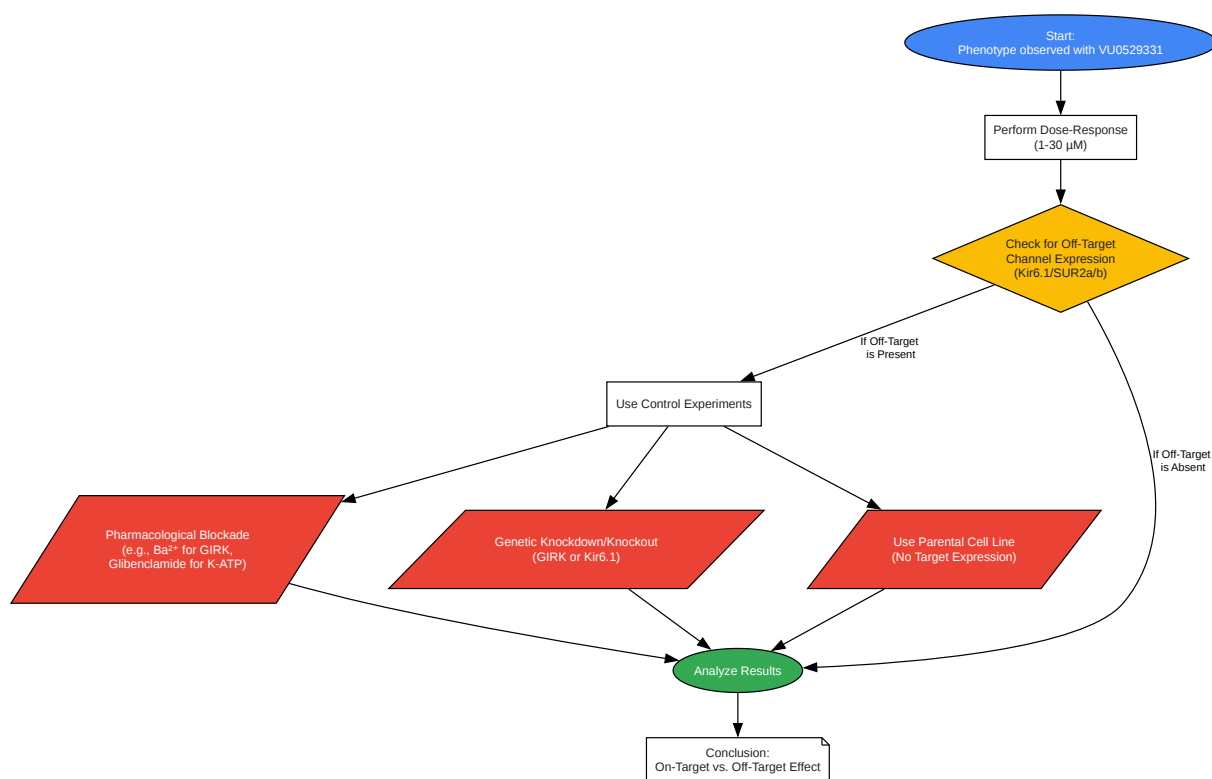 Start:
Phenotype observed with VU0529331
Perform Dose-Response
(1-30 µM)
Check for Off-Target
Channel Expression
(Kir6.1/SUR2a/b)
If Off-Target
is Present
Use Control Experiments
If Off-Target
is Absent
Pharmacological Blockade
(e.g., Ba²⁺ for GIRK,
Glibenclamide for K-ATP)
Genetic Knockdown/Knockout
(GIRK or Kir6.1)
Use Parental Cell Line
(No Target Expression)
Analyze Results
Conclusion:
On-Target vs. Off-Target Effect